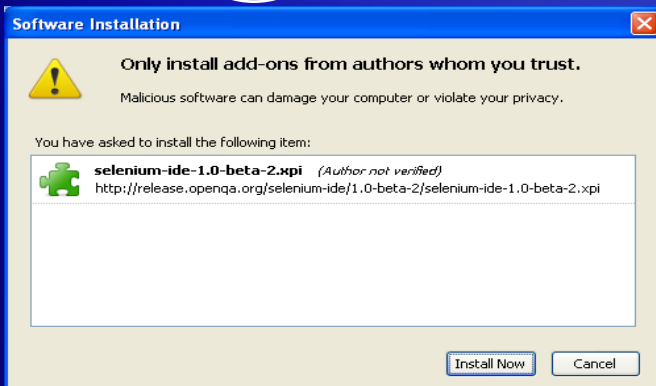 Software Installation
Only install add-ons from authors whom you trust.
Malicious software can damage your computer or violate your privacy.
You have asked to install the following item:
selenium-ide-1.0-beta-2.xpi (Author not verified)
http://release.openqa.org/selenium-ide/1.0-beta-2/selenium-ide-1.0-beta-2.xpi
Install Now Cancel